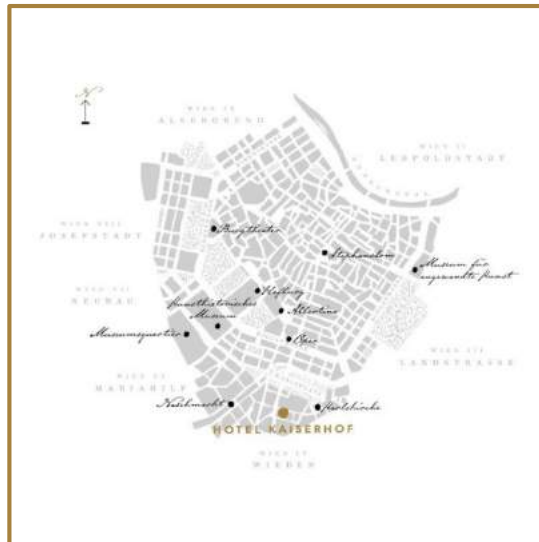 N
WIEN IX
ALSERGRUND
WIEN II
LEOPOLDSTADT
WIEN VIII
JOSEFSTADT
Burgtheater
Stephansdom
Museum für
angewandte Kunst
WIEN VII
NEUBAU
Hofburg
Kunsthistorisches
Museum
Albertina
Museumsquartier
Oper
WIEN III
LANDSTRASSE
WIEN VI
MARIAHILF
Naschmarkt
Karlskirche
HOTEL KAISERHOF
WIEN IV
WIEDEN